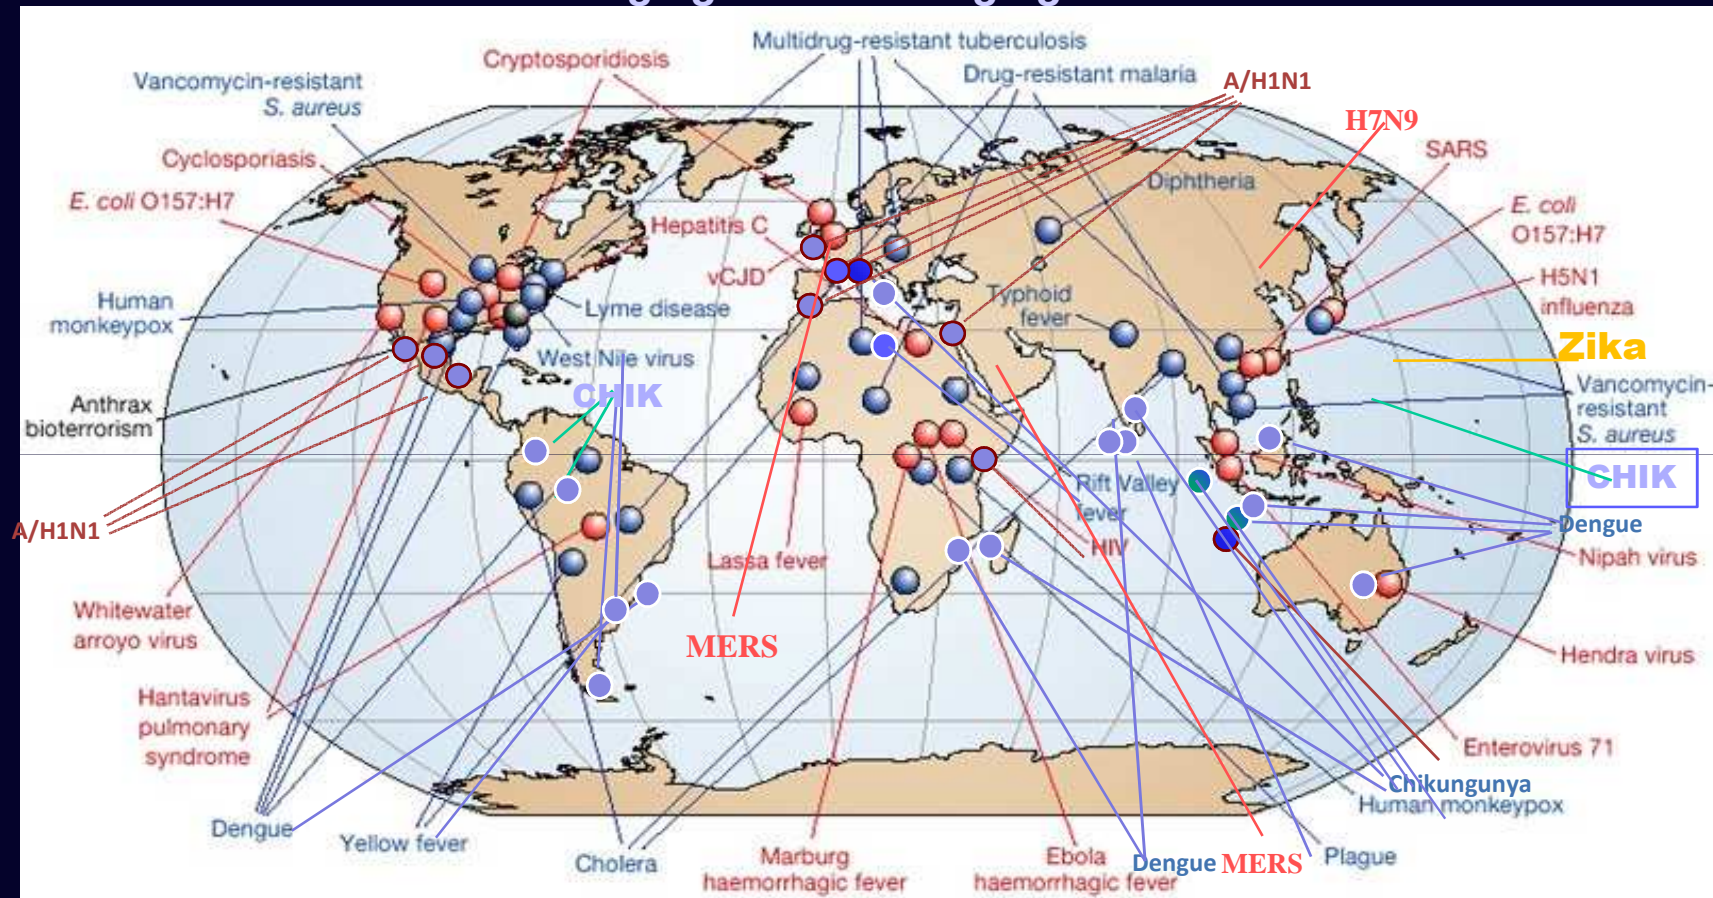 Multidrug-resistant tuberculosis
Cryptosporidiosis
Drug-resistant malaria
Vancomycin-resistant
S. aureus
A/H1N1
H7N9
SARS
Cyclosporiasis
Diphtheria
E. coli O157:H7
E. coli
O157:H7
Hepatitis C
vCJD
H5N1
influenza
Human
monkeypox
Lyme disease
Typhoid
fever
West Nile virus
Zika
CHIK
Vancomycin-
resistant
S. aureus
Anthrax
bioterrorism
CHIK
Rift Valley
fever
A/H1N1
Dengue
HIV
Nipah virus
Lassa fever
Whitewater
arroyo virus
MERS
Hendra virus
Hantavirus
pulmonary
syndrome
Enterovirus 71
Chikungunya
Human monkeypox
Dengue
Yellow fever
Cholera
Marburg
haemorrhagic fever
Ebola
haemorrhagic fever
Dengue
MERS
Plague